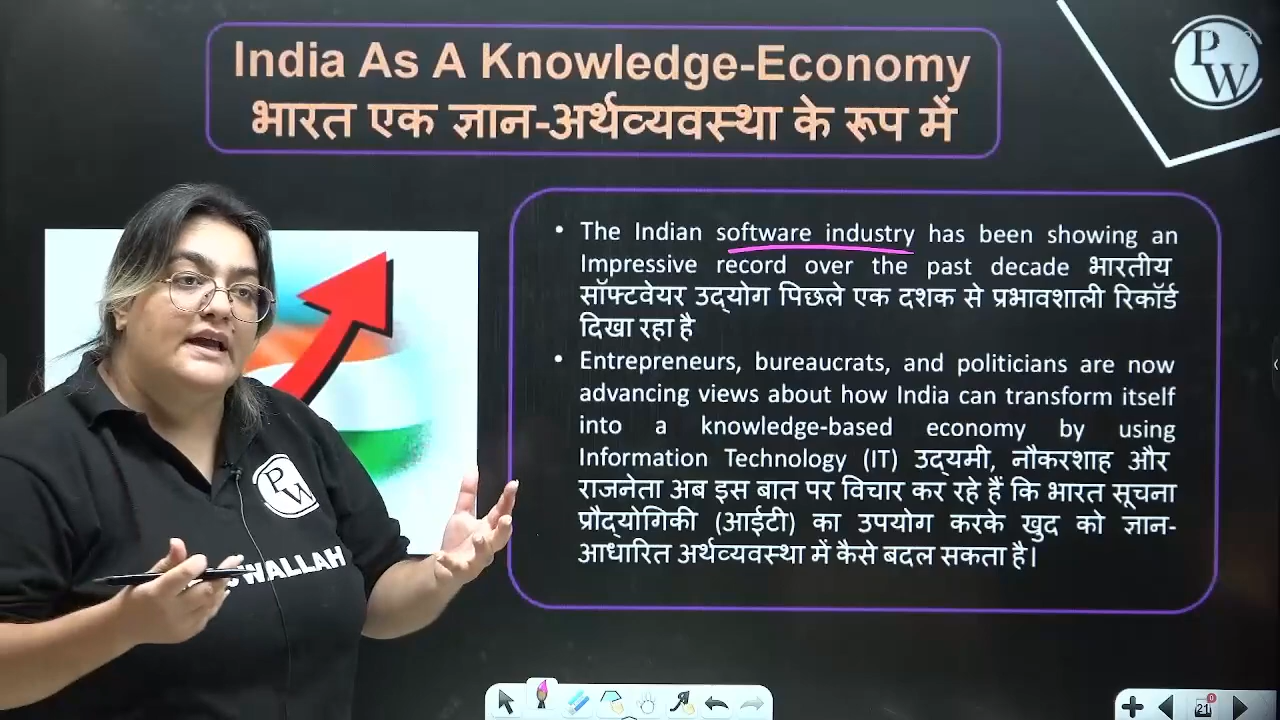 India As A Knowledge-Economy
भारत एक ज्ञान-अर्थव्यवस्था के रूप में
PW
The Indian software industry has been showing an
Impressive record over the past decade भारतीय
सॉफ्टवेयर उद्योग पिछले एक दशक से प्रभावशाली रिकॉर्ड
दिखा रहा है
Entrepreneurs, bureaucrats, and politicians are now
advancing views about how India can transform itself
into a knowledge-based economy by using
Information Technology (IT) उद्यमी, नौकरशाह और
राजनेता अब इस बात पर विचार कर रहे हैं कि भारत सूचना
प्रौद्योगिकी (आईटी) का उपयोग करके खुद को ज्ञान-
आधारित अर्थव्यवस्था में कैसे बदल सकता है।
PW
WALLAH
21